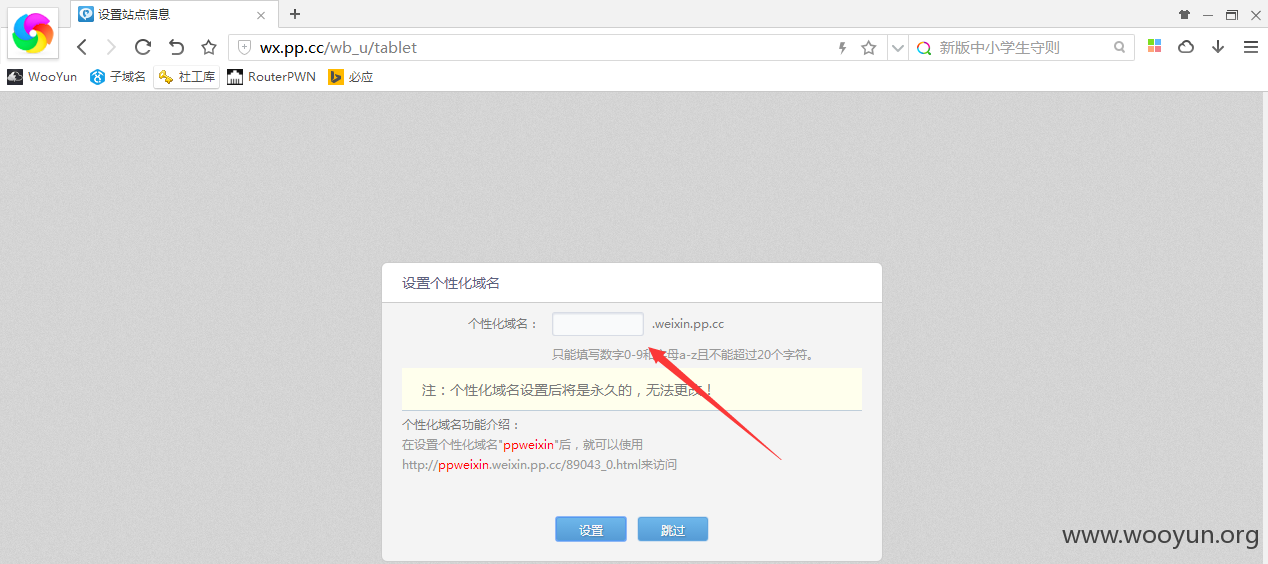 设置站点信息
wx.pp.cc/wb_u/tablet
新版中小学生守则
WooYun 子域名 社工库 RouterPWN 必应
设置个性化域名
个性化域名： .weixin.pp.cc
只能填写数字0-9和字母a-z且不能超过20个字符。
注：个性化域名设置后将是永久的，无法更改！
个性化域名功能介绍：
在设置个性化域名"ppweixin"后，就可以使用
http://ppweixin.weixin.pp.cc/89043_0.html来访问
设置 跳过
www.wooyun.org